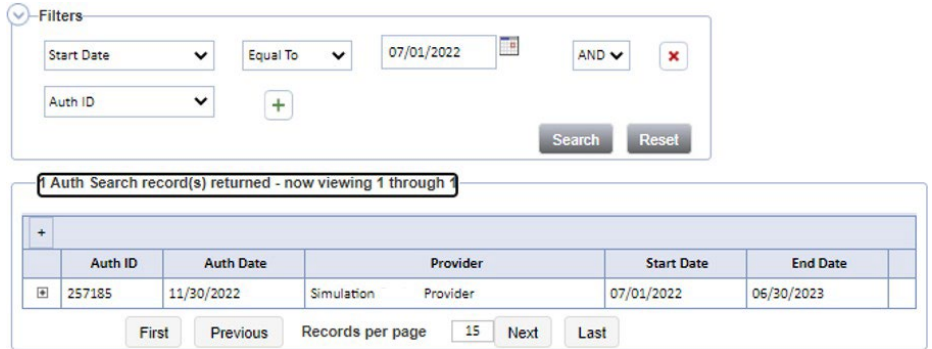 Filters
Start Date Equal To 07/01/2022 AND
Auth ID
Search Reset
1 Auth Search record(s) returned - now viewing 1 through 1
+
Auth ID Auth Date Provider Start Date End Date
257185 11/30/2022 Simulation Provider 07/01/2022 06/30/2023
First Previous Records per page 15 Next Last